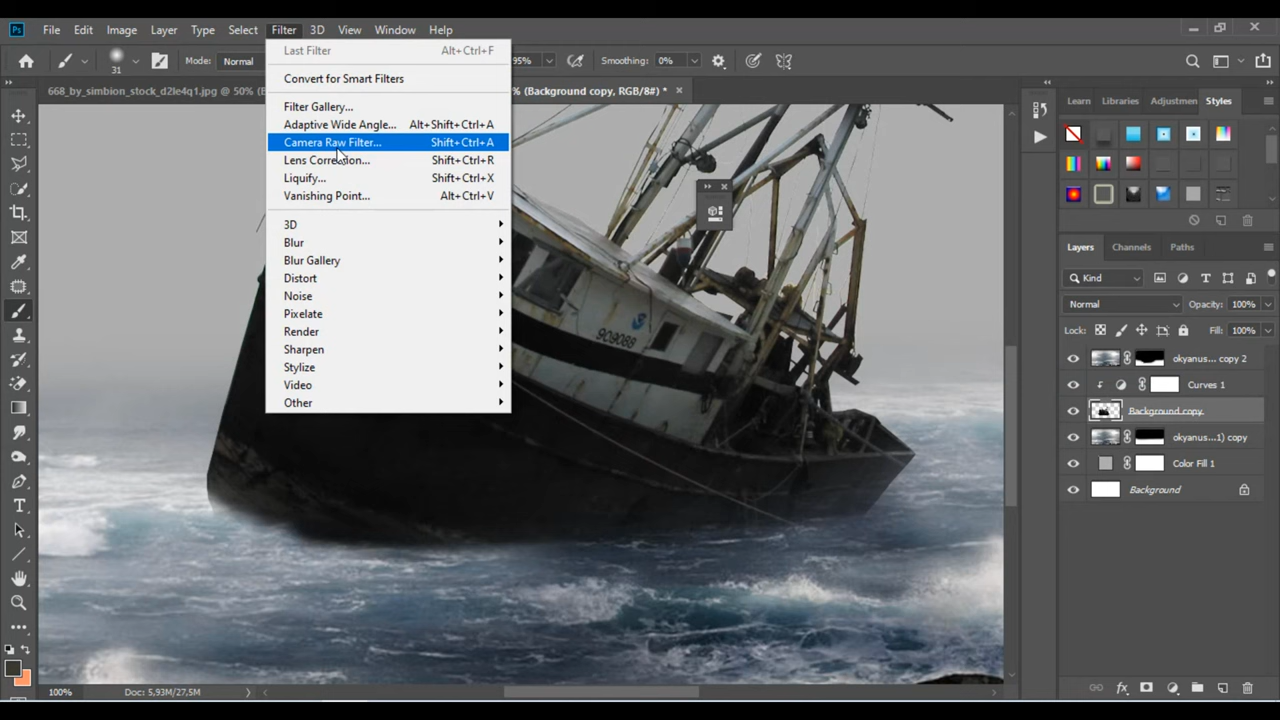 Ps File Edit Image Layer Type Select Filter 3D View Window Help
Last Filter Alt+Ctrl+F
31 Mode: Normal 95% Smoothing: 0%
Convert for Smart Filters
668_by_simbion_stock_d2le4q1.jpg @ 50% (B % (Background copy, RGB/8#) *
Learn Libraries Adjustmen Styles
Filter Gallery...
Adaptive Wide Angle... Alt+Shift+Ctrl+A
Camera Raw Filter... Shift+Ctrl+A
Lens Correction... Shift+Ctrl+R
Liquify... Shift+Ctrl+X
Vanishing Point... Alt+Ctrl+V
3D
Blur
Blur Gallery
Distort
Noise
Pixelate
Render
Sharpen
Stylize
Video
Other
909088
Layers Channels Paths
Kind
Normal Opacity: 100%
Lock: Fill: 100%
okyanus... copy 2
Curves 1
Background copy
okyanus...1) copy
Color Fill 1
Background
100% Doc: 5,93M/27,5M